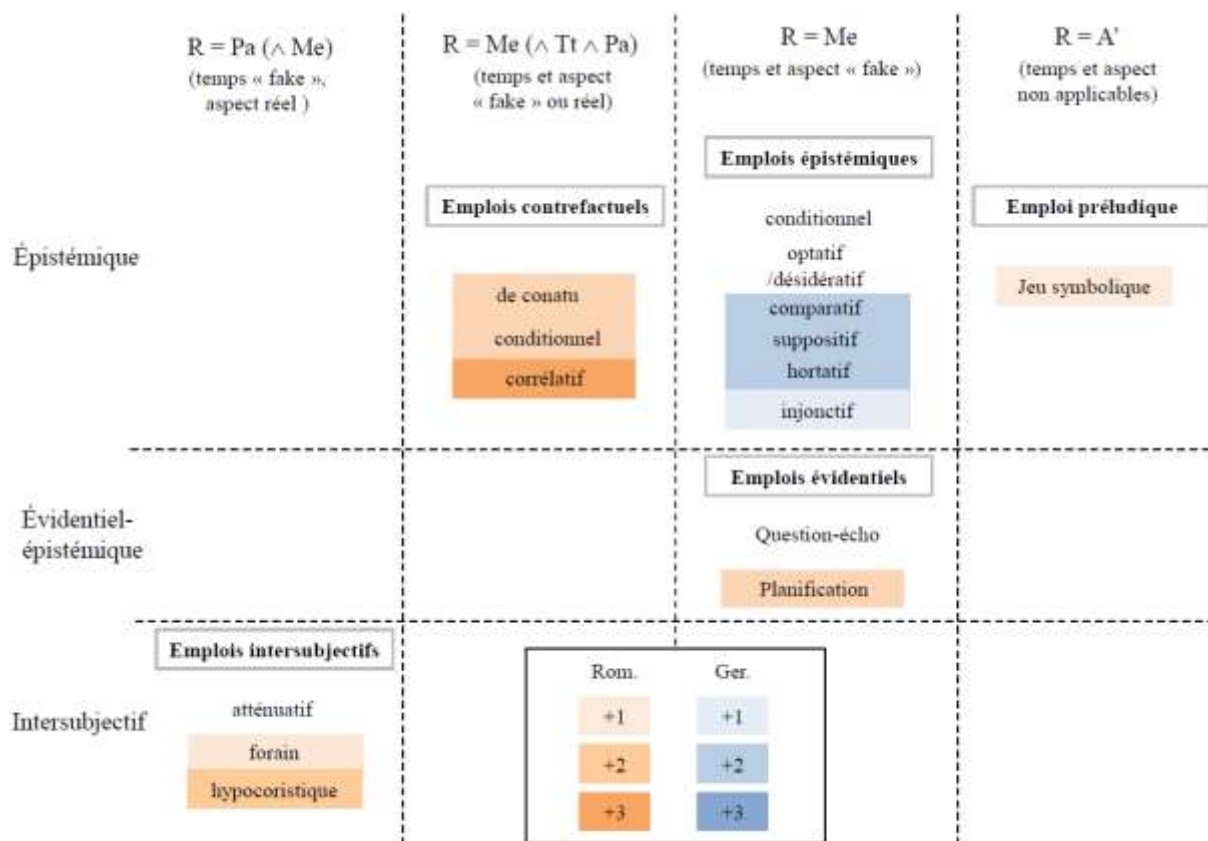 R = Pa (∧ Me)
(temps « fake »,
aspect réel )
R = Me (∧ Tt ∧ Pa)
(temps et aspect
« fake » ou réel)
R = Me
(temps et aspect « fake »)
R = A'
(temps et aspect
non applicables)
Épistémique
Emplois contrefactuels
de conatu
conditionnel
corrélatif
Emplois épistémiques
conditionnel
optatif
/désidératif
comparatif
suppositif
hortatif
injonctif
Emploi préludique
Jeu symbolique
Évidentiel-
épistémique
Emplois évidentiels
Question-écho
Planification
Intersubjectif
Emplois intersubjectifs
atténuatif
forain
hypocoristique
Rom. Ger.
+1 +1
+2 +2
+3 +3